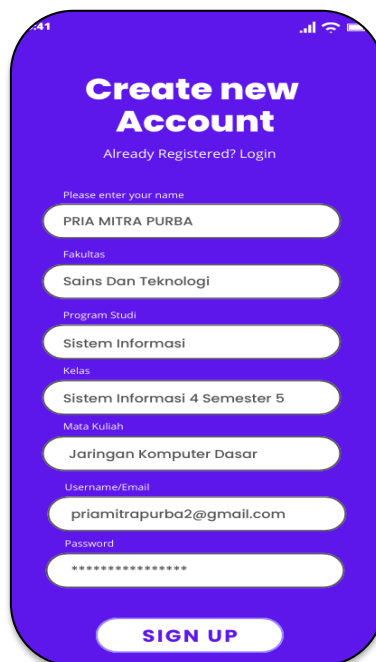 :41
Create new
Account
Already Registered? Login
Please enter your name
PRIA MITRA PURBA
Fakultas
Sains Dan Teknologi
Program Studi
Sistem Informasi
Kelas
Sistem Informasi 4 Semester 5
Mata Kuliah
Jaringan Komputer Dasar
Username/Email
priamitrapurba2@gmail.com
Password
****************
SIGN UP